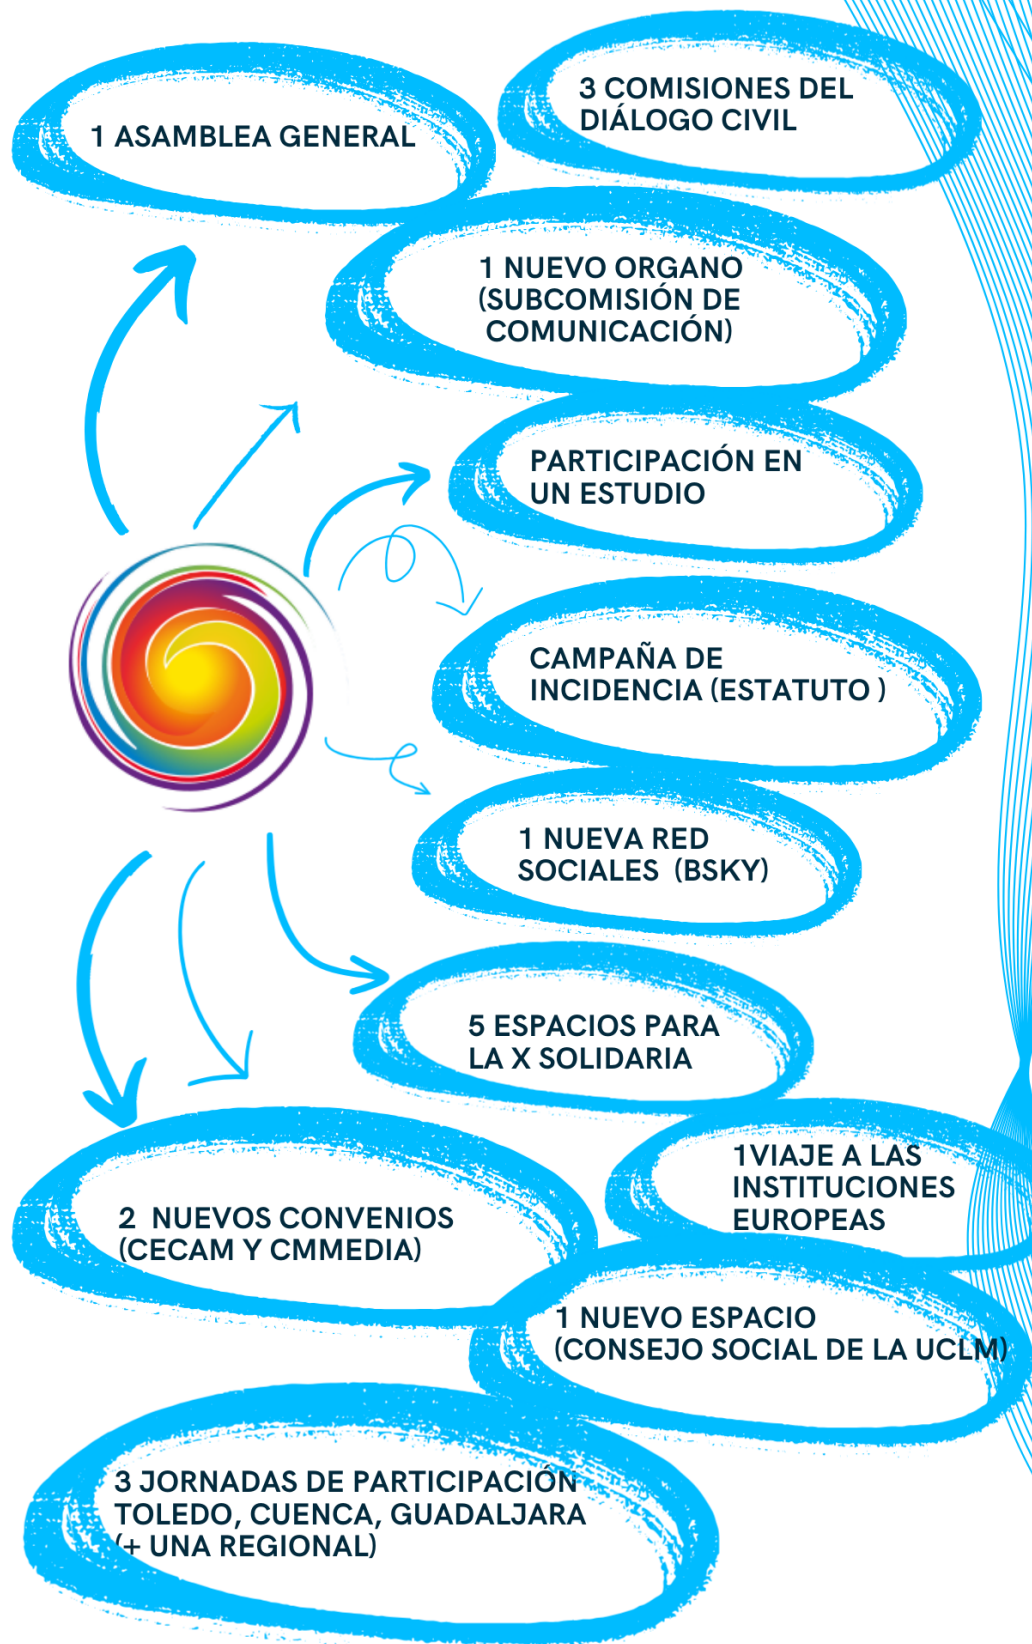 1 ASAMBLEA GENERAL
3 COMISIONES DEL
DIÁLOGO CIVIL
1 NUEVO ORGANO
(SUBCOMISIÓN DE
COMUNICACIÓN)
PARTICIPACIÓN EN
UN ESTUDIO
CAMPAÑA DE
INCIDENCIA (ESTATUTO )
1 NUEVA RED
SOCIALES (BSKY)
5 ESPACIOS PARA
LA X SOLIDARIA
2 NUEVOS CONVENIOS
(CECAM Y CMMEDIA)
1VIAJE A LAS
INSTITUCIONES
EUROPEAS
1 NUEVO ESPACIO
(CONSEJO SOCIAL DE LA UCLM)
3 JORNADAS DE PARTICIPACIÓN
TOLEDO, CUENCA, GUADALJARA
(+ UNA REGIONAL)